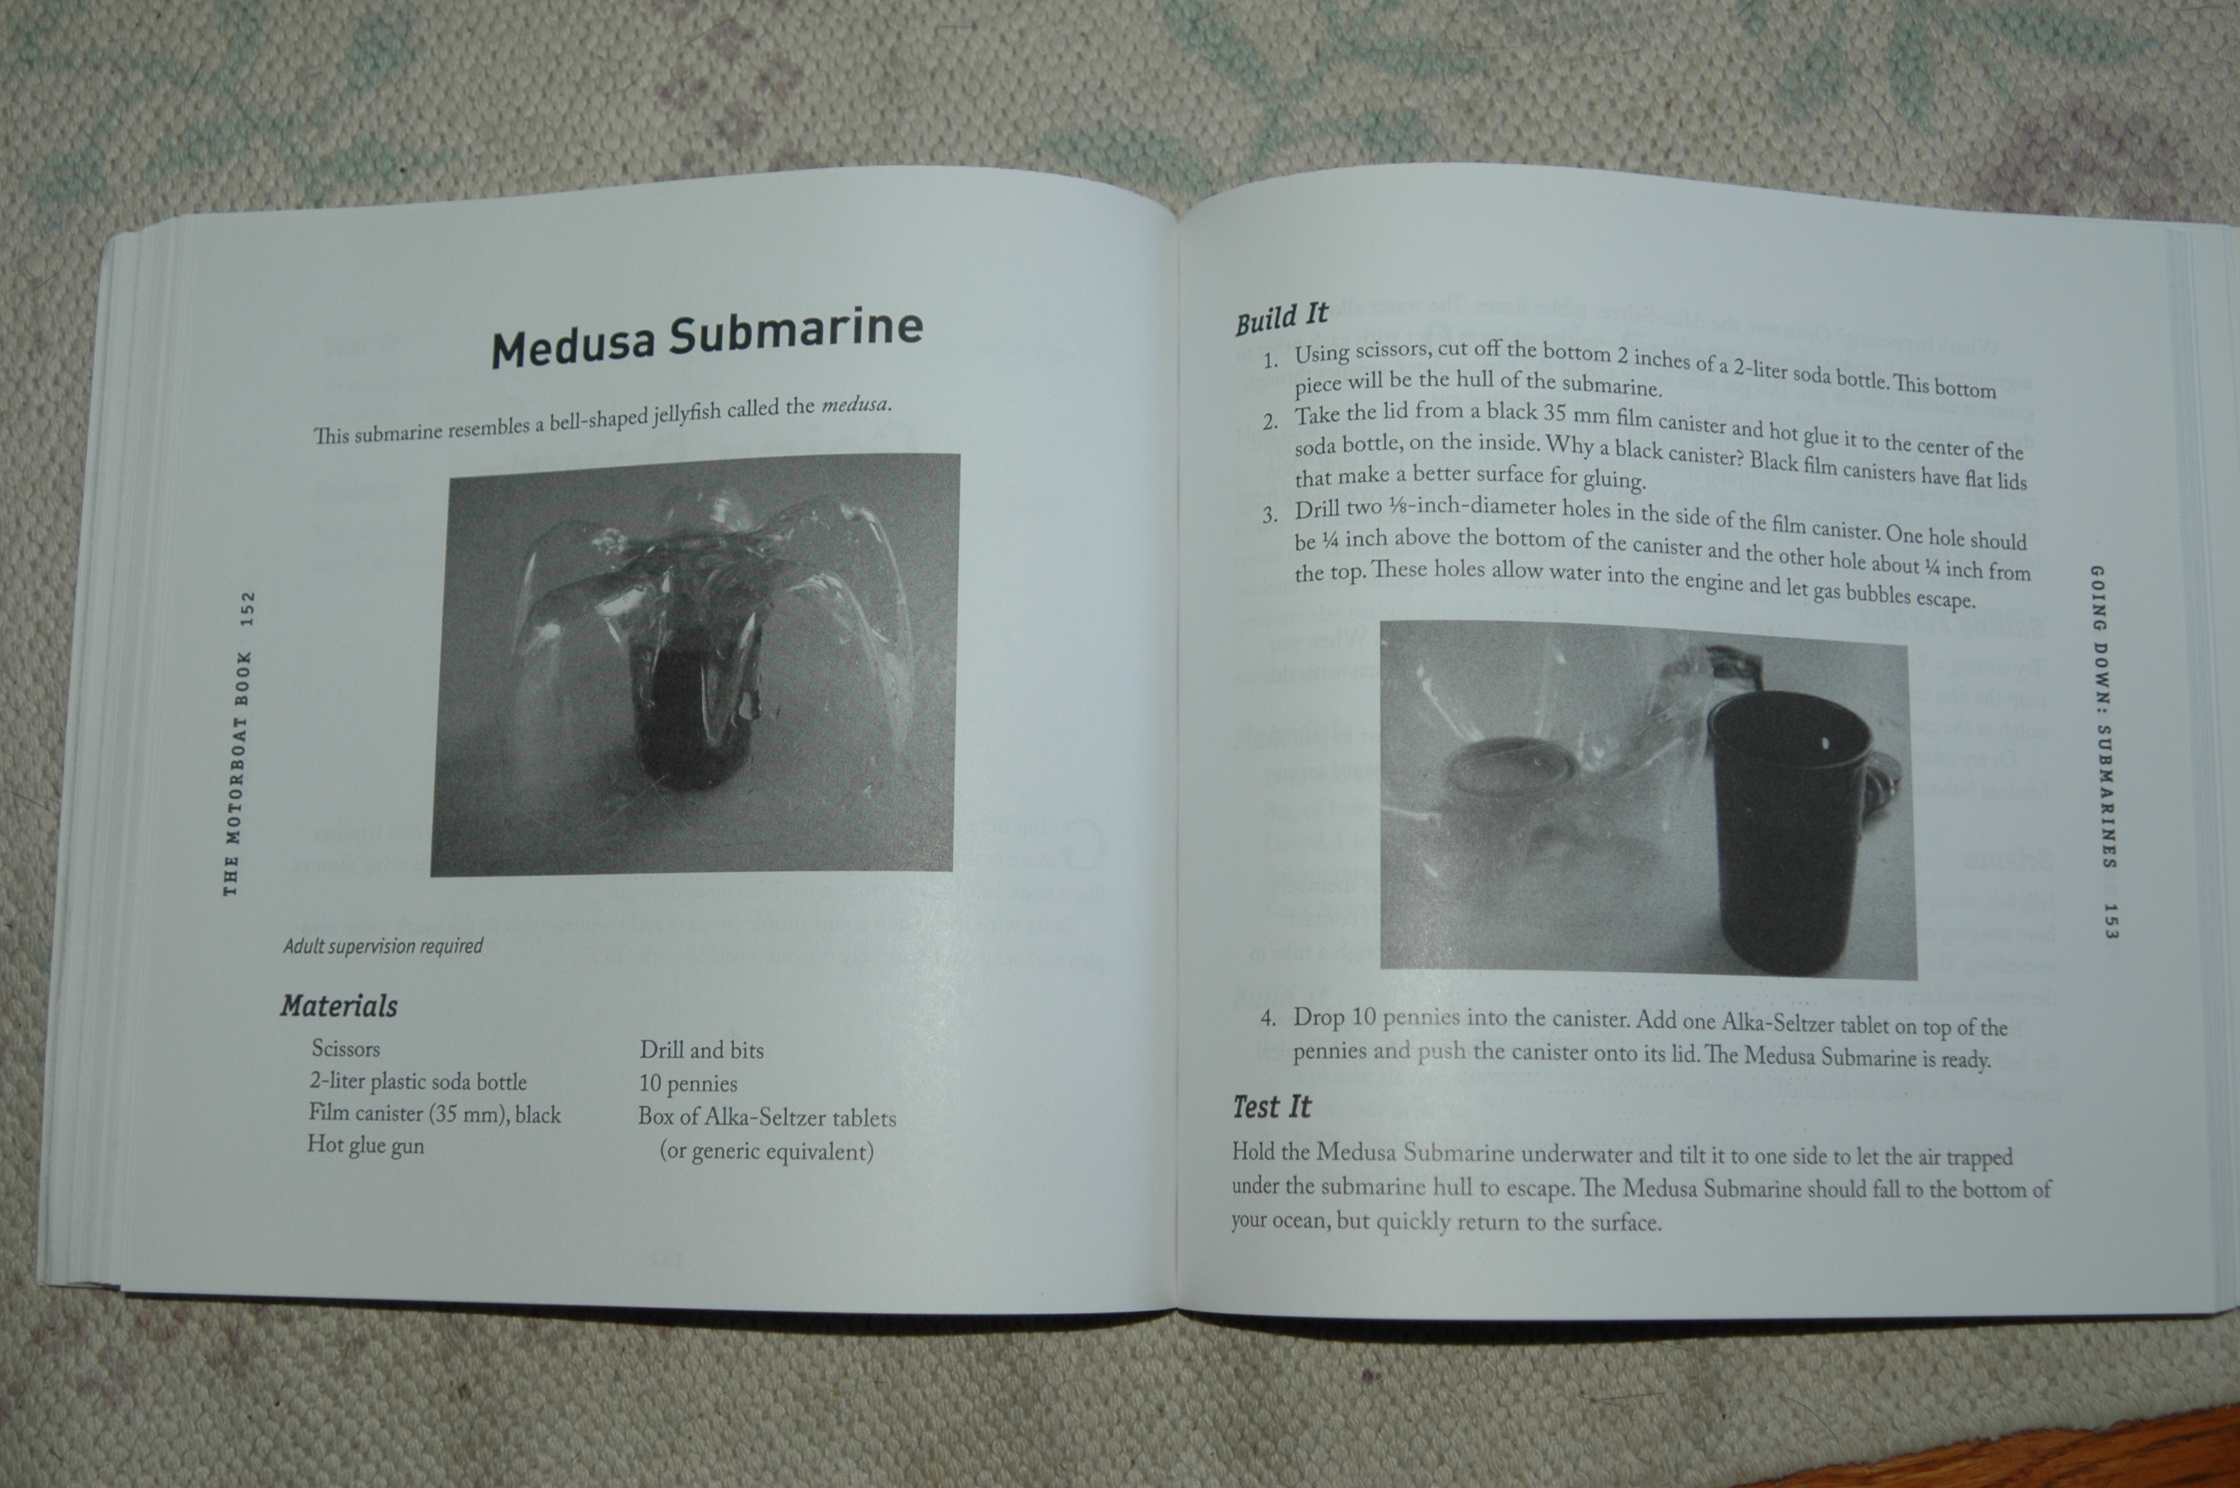 Medusa Submarine
This submarine resembles a bell-shaped jellyfish called the medusa.
THE MOTORBOAT BOOK 152
Adult supervision required
Materials
Scissors
2-liter plastic soda bottle
Film canister (35 mm), black
Hot glue gun
Drill and bits
10 pennies
Box of Alka-Seltzer tablets
(or generic equivalent)
Build It
1. Using scissors, cut off the bottom 2 inches of a 2-liter soda bottle. This bottom
piece will be the hull of the submarine.
2. Take the lid from a black 35 mm film canister and hot glue it to the center of the
soda bottle, on the inside. Why a black canister? Black film canisters have flat lids
that make a better surface for gluing.
3. Drill two ⅛-inch-diameter holes in the side of the film canister. One hole should
be ¼ inch above the bottom of the canister and the other hole about ¼ inch from
the top. These holes allow water into the engine and let gas bubbles escape.
4. Drop 10 pennies into the canister. Add one Alka-Seltzer tablet on top of the
pennies and push the canister onto its lid. The Medusa Submarine is ready.
Test It
Hold the Medusa Submarine underwater and tilt it to one side to let the air trapped
under the submarine hull to escape. The Medusa Submarine should fall to the bottom of
your ocean, but quickly return to the surface.
GOING DOWN: SUBMARINES 153